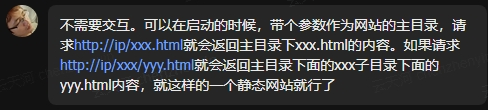 不需要交互。可以在启动的时候，带个参数作为网站的主目录，请
求http://ip/xxx.html就会返回主目录下xxx.html的内容。如果请求
http://ip/xxx/yyy.html就会返回主目录下面的xxx子目录下面的
yyy.html内容，就这样的一个静态网站就行了